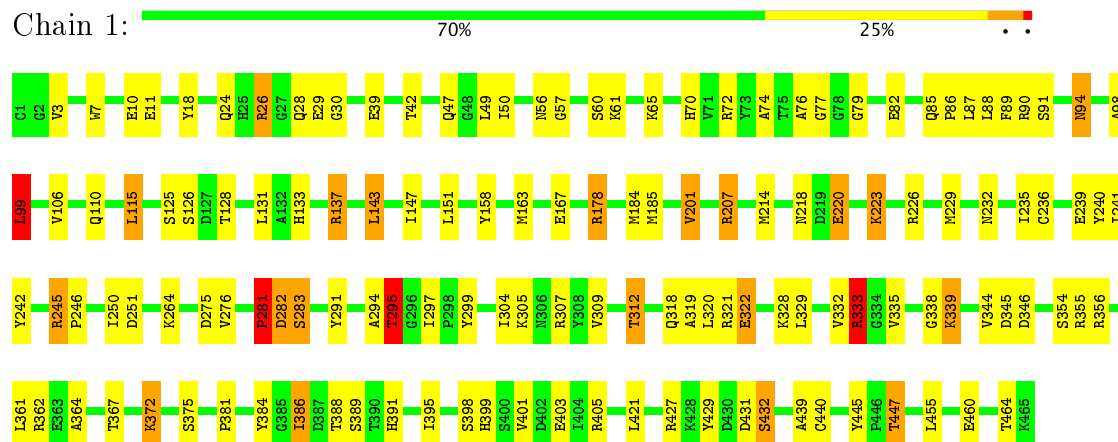 Chain 1:
70% 25% . .
C1 G2 V3 W7 E10 E11 Y18 Q24 H25 R26 G27 Q28 E29 G30 E39 T42 Q47 G48 L49 I50 N56 G57 S60 K61 K65 H70 V71 R72 Y73 A74 T75 A76 G77 G78 G79 E82 Q85 P86 L87 L88 F89 R90 S91 N94 A98
L99 V106 Q110 L115 S125 S126 D127 T128 L131 A132 H133 R137 L143 I147 L151 Y158 M163 E167 R178 M184 M185 V201 R207 M214 N218 D219 E220 K223 R226 M229 N232 I235 C236 E239 Y240
Y242 R245 P246 I250 D251 K264 D275 V276 P281 D282 S283 Y291 A294 T295 G296 I297 P298 Y299 I304 K305 N306 R307 Y308 V309 T312 Q318 A319 L320 R321 E322 K328 L329 V332 R333 G334 V335 G338 K339 V344 D345 D346 S354 R355 R356
L361 R362 E363 A364 T367 K372 S375 P381 Y384 G385 I386 D387 T388 S389 T390 H391 I395 S398 H399 S400 V401 D402 E403 I404 R405 L421 R427 K428 Y429 D430 D431 S432 A439 C440 Y445 P446 T447 L455 E460 T464 K465